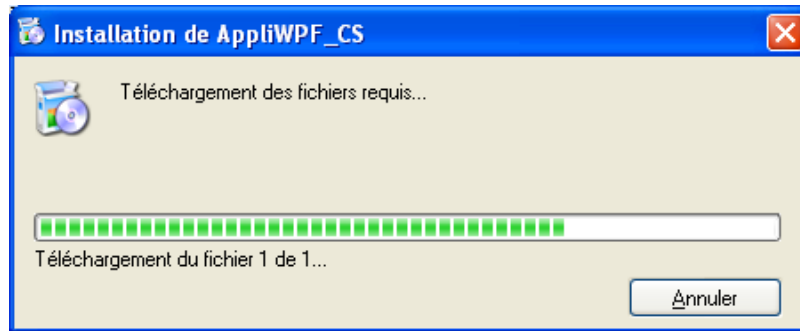 Installation de AppliWPF_CS
Téléchargement des fichiers requis...
Téléchargement du fichier 1 de 1...
Annuler